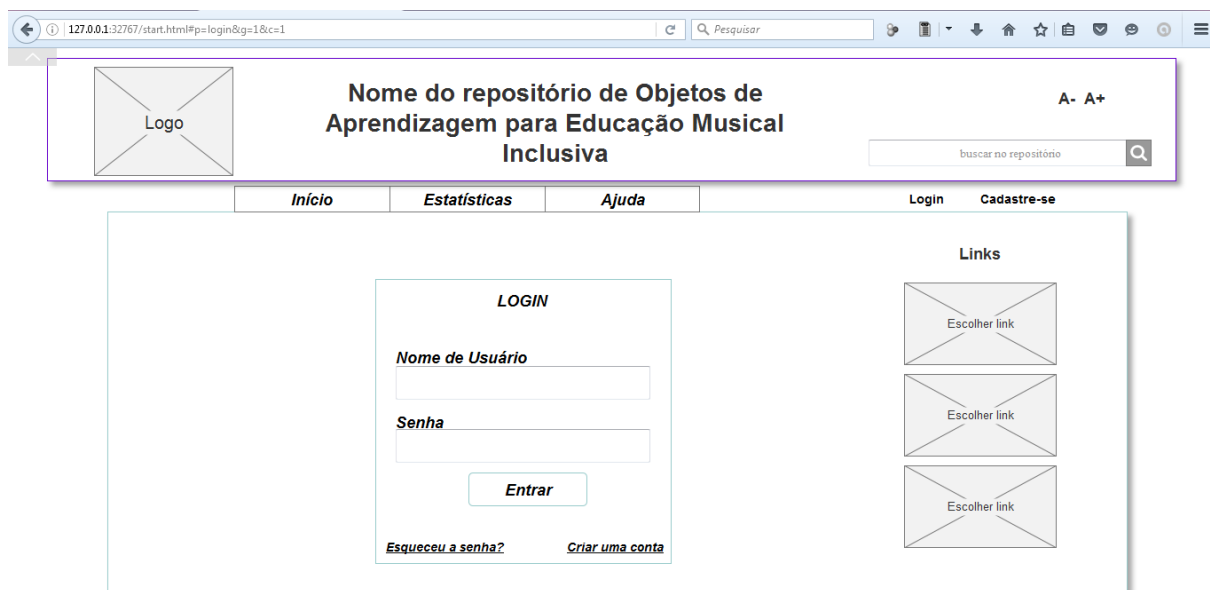 127.0.0.1:32767/start.html#p=login&g=1&c=1
Pesquisar
Logo
Nome do repositório de Objetos de
Aprendizagem para Educação Musical
Inclusiva
A- A+
buscar no repositório
Início Estatísticas Ajuda Login Cadastre-se
Links
LOGIN
Escolher link
Nome de Usuário
Escolher link
Senha
Entrar
Escolher link
Esqueceu a senha? Criar uma conta